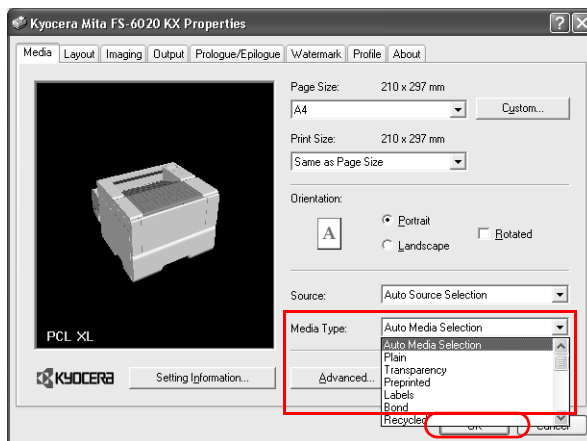 Kyocera Mita FS-6020 KX Properties
Media Layout Imaging Output Prologue/Epilogue Watermark Profile About
Page Size: 210 x 297 mm
A4 Custom...
Print Size: 210 x 297 mm
Same as Page Size
Orientation:
A Portrait
Rotated
Landscape
Source: Auto Source Selection
Media Type: Auto Media Selection
PCL XL
Auto Media Selection
Plain
Transparency
Preprinted
Labels
Bond
Recycled
KYOCERA Setting Information... Advanced...
OK Cancel